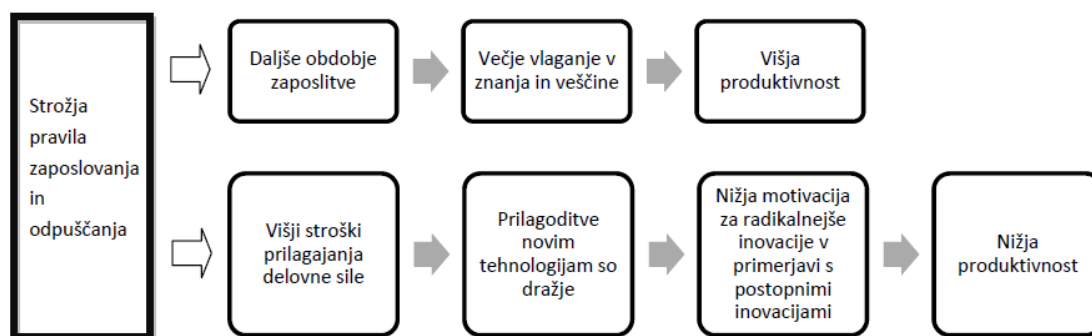 Strožja
pravila
zaposlovanja
in
odpuščanja
Daljše obdobje
zaposlitve
Večje vlaganje v
znanja in veščine
Višja
produktivnost
Višji stroški
prilagajanja
delovne sile
Prilagoditve
novim
tehnologijam so
dražje
Nižja motivacija
za radikalnejše
inovacije v
primerjavi s
postopnimi
inovacijami
Nižja
produktivnost